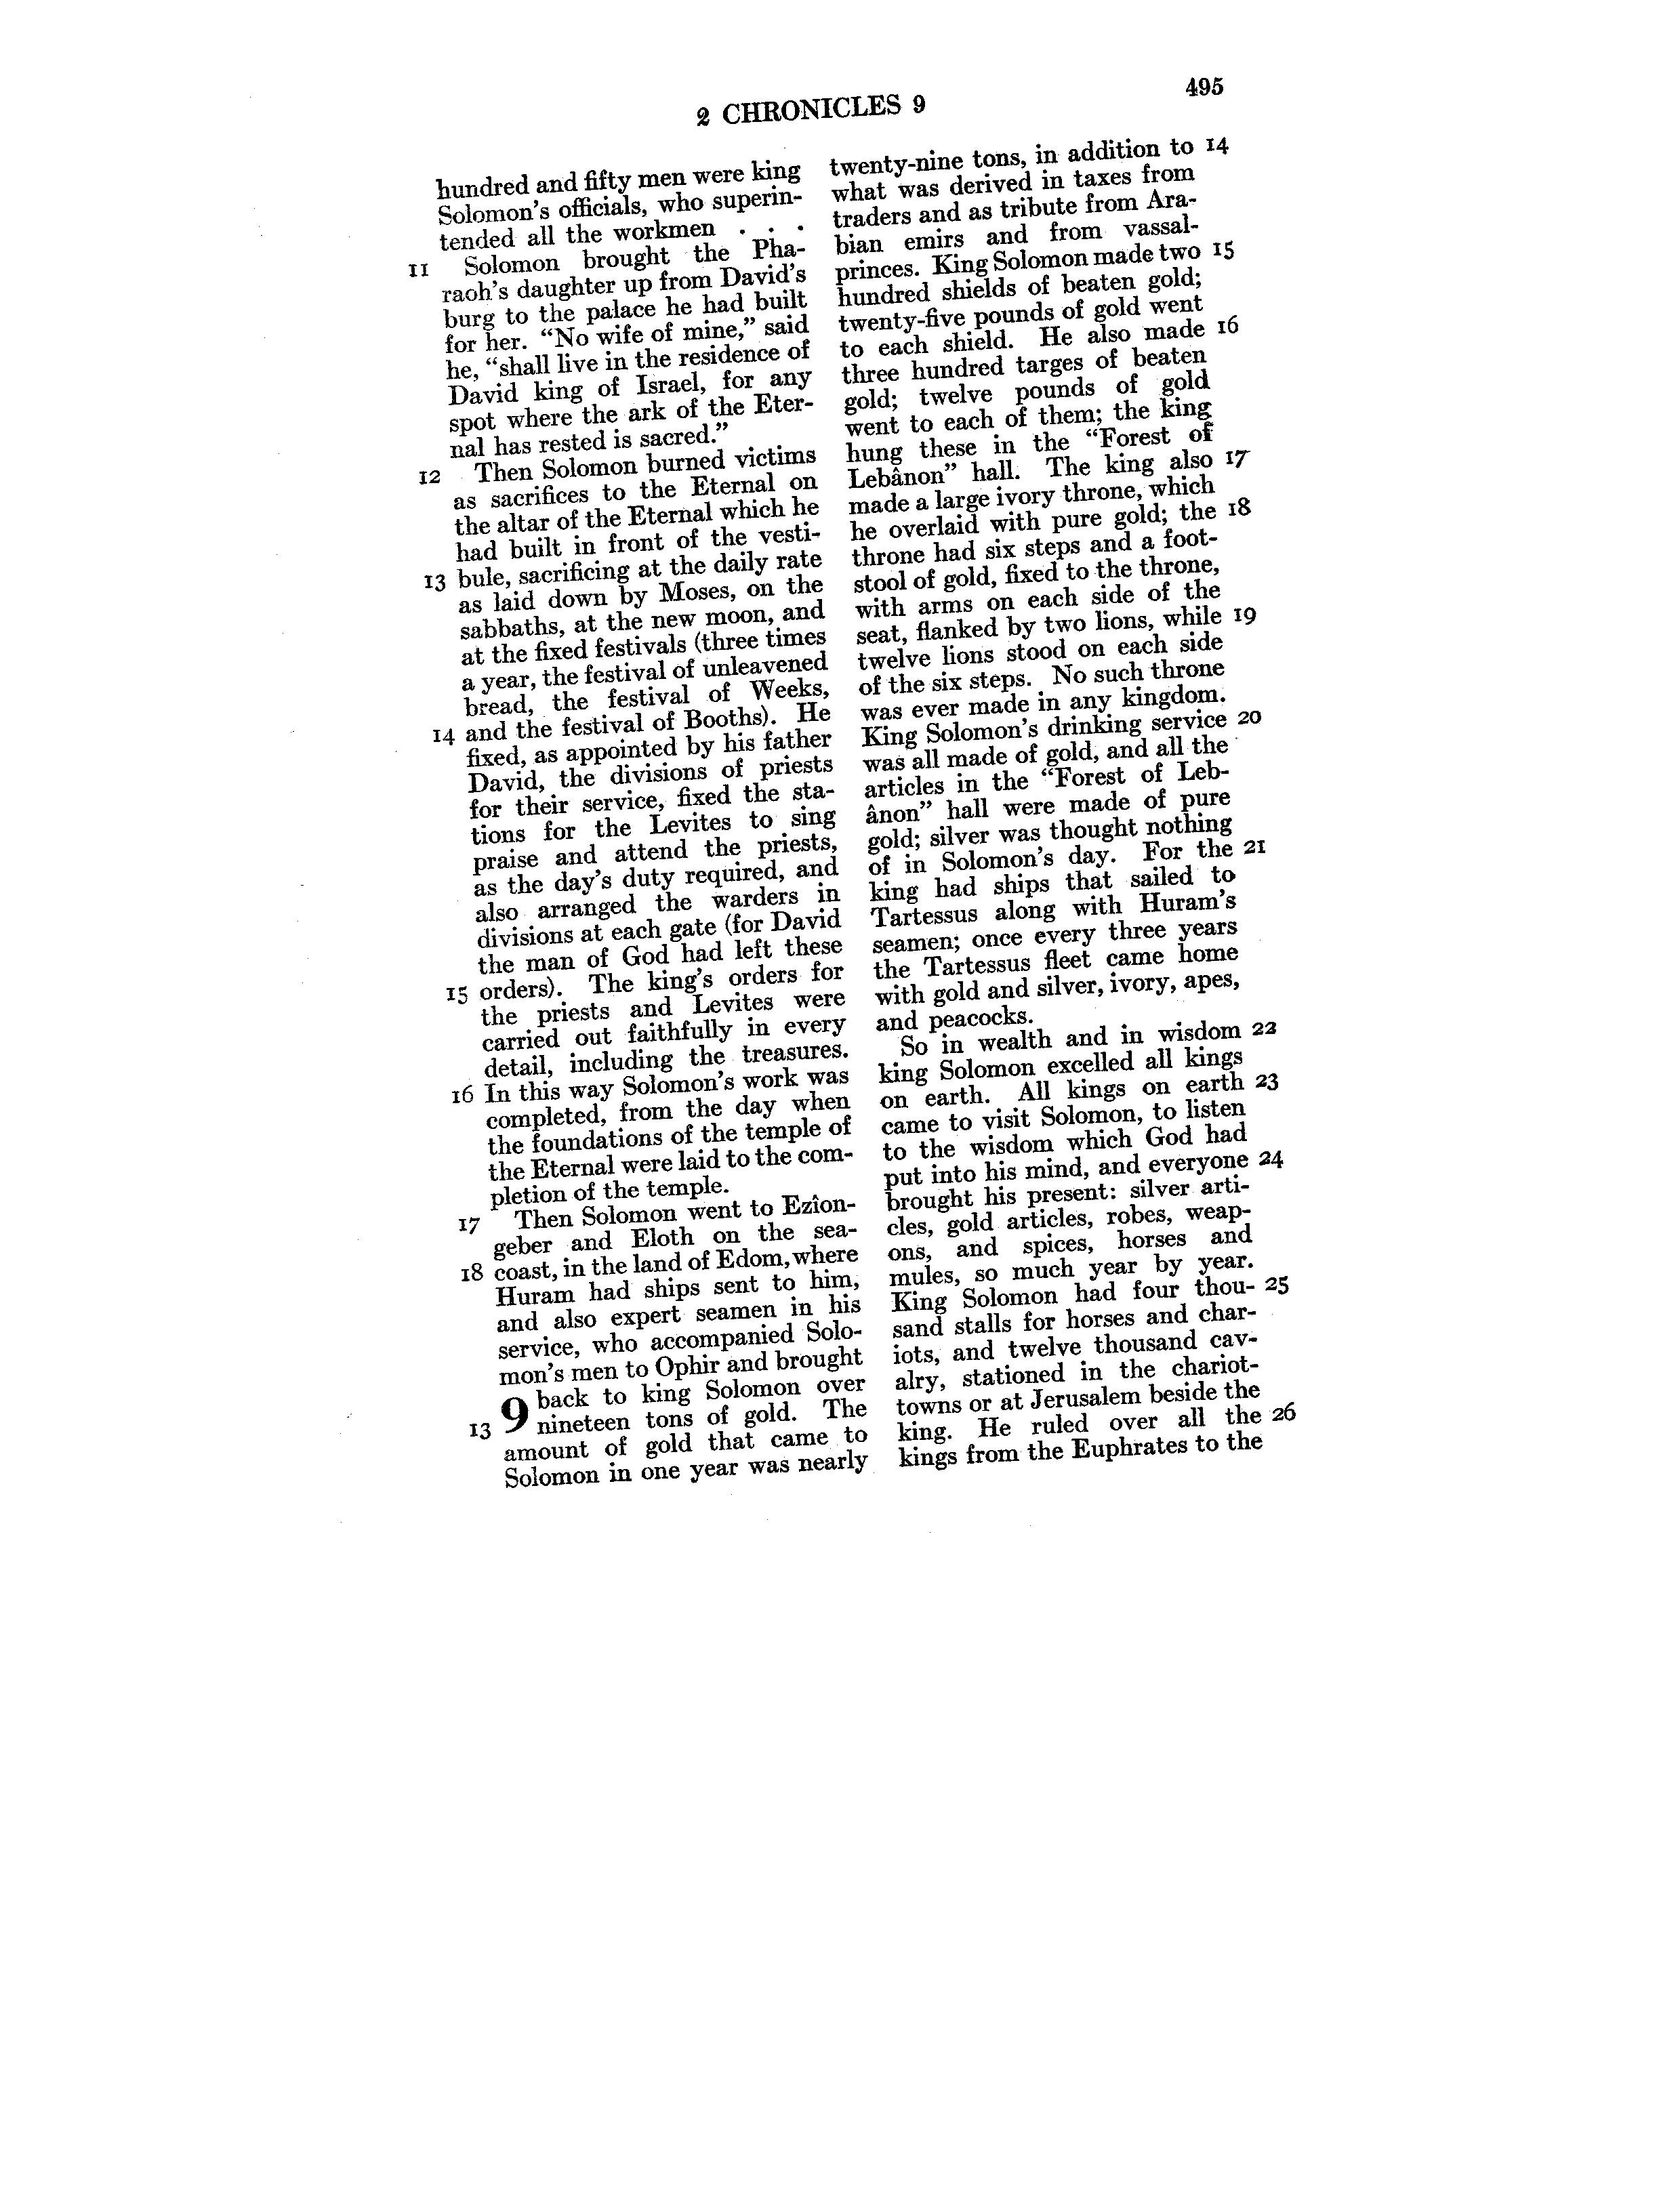 2 CHRONICLES 9
495
hundred and fifty men were king
Solomon's officials, who superin-
tended all the workmen . . .
11 Solomon brought the Pha-
raoh's daughter up from David's
burg to the palace he had built
for her. “No wife of mine,” said
he, “shall live in the residence of
David king of Israel, for any
spot where the ark of the Eter-
nal has rested is sacred.”
12 Then Solomon burned victims
as sacrifices to the Eternal on
the altar of the Eternal which he
had built in front of the vesti-
13 bule, sacrificing at the daily rate
as laid down by Moses, on the
sabbaths, at the new moon, and
at the fixed festivals (three times
a year, the festival of unleavened
bread, the festival of Weeks,
14 and the festival of Booths). He
fixed, as appointed by his father
David, the divisions of priests
for their service, fixed the sta-
tions for the Levites to sing
praise and attend the priests,
as the day's duty required, and
also arranged the warders in
divisions at each gate (for David
the man of God had left these
15 orders). The king's orders for
the priests and Levites were
carried out faithfully in every
detail, including the treasures.
16 In this way Solomon's work was
completed, from the day when
the foundations of the temple of
the Eternal were laid to the com-
pletion of the temple.
17 Then Solomon went to Ezîon-
geber and Eloth on the sea-
18 coast, in the land of Edom, where
Huram had ships sent to him,
and also expert seamen in his
service, who accompanied Solo-
mon's men to Ophir and brought
9 back to king Solomon over
13 nineteen tons of gold. The
amount of gold that came to
Solomon in one year was nearly
twenty-nine tons, in addition to 14
what was derived in taxes from
traders and as tribute from Ara-
bian emirs and from vassal-
princes. King Solomon made two 15
hundred shields of beaten gold;
twenty-five pounds of gold went
to each shield. He also made 16
three hundred targes of beaten
gold; twelve pounds of gold
went to each of them; the king
hung these in the “Forest of
Lebânon” hall. The king also 17
made a large ivory throne, which
he overlaid with pure gold; the 18
throne had six steps and a foot-
stool of gold, fixed to the throne,
with arms on each side of the
seat, flanked by two lions, while 19
twelve lions stood on each side
of the six steps. No such throne
was ever made in any kingdom.
King Solomon's drinking service 20
was all made of gold, and all the
articles in the “Forest of Leb-
ânon” hall were made of pure
gold; silver was thought nothing
of in Solomon's day. For the 21
king had ships that sailed to
Tartessus along with Huram's
seamen; once every three years
the Tartessus fleet came home
with gold and silver, ivory, apes,
and peacocks.
So in wealth and in wisdom 22
king Solomon excelled all kings
on earth. All kings on earth 23
came to visit Solomon, to listen
to the wisdom which God had
put into his mind, and everyone 24
brought his present: silver arti-
cles, gold articles, robes, weap-
ons, and spices, horses and
mules, so much year by year.
King Solomon had four thou- 25
sand stalls for horses and char-
iots, and twelve thousand cav-
alry, stationed in the chariot-
towns or at Jerusalem beside the
king. He ruled over all the 26
kings from the Euphrates to the